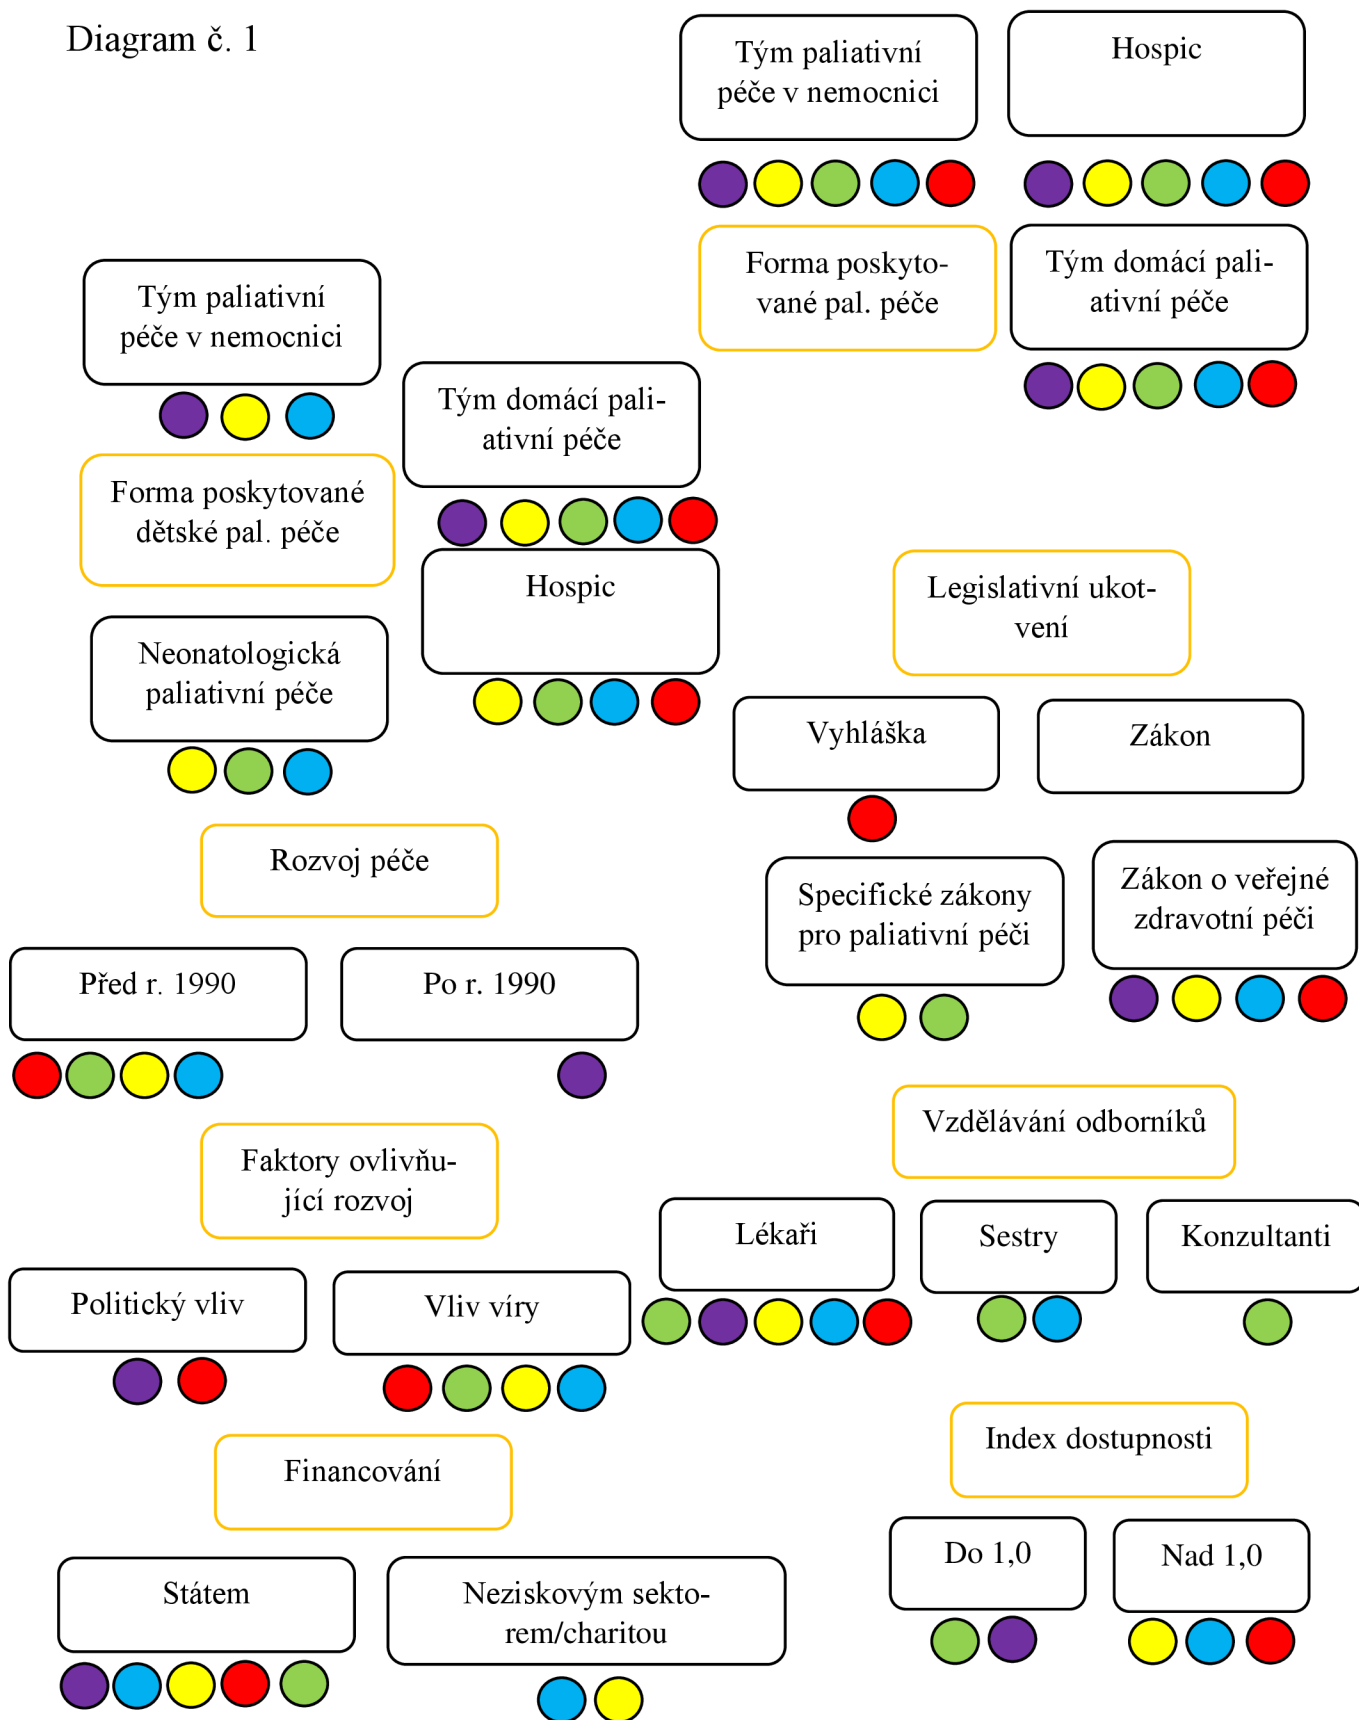 Diagram č. 1
Tým paliativní
péče v nemocnici
Hospic
Forma poskyto-
vané pal. péče
Tým domácí pali-
ativní péče
Tým paliativní
péče v nemocnici
Tým domácí pali-
ativní péče
Forma poskytované
dětské pal. péče
Hospic
Neonatologická
paliativní péče
Legislativní ukot-
vení
Vyhláška
Zákon
Specifické zákony
pro paliativní péči
Zákon o veřejné
zdravotní péči
Rozvoj péče
Před r. 1990
Po r. 1990
Faktory ovlivňu-
jící rozvoj
Politický vliv
Vliv víry
Vzdělávání odborníků
Lékaři
Sestry
Konzultanti
Financování
Státem
Neziskovým sekto-
rem/charitou
Index dostupnosti
Do 1,0
Nad 1,0